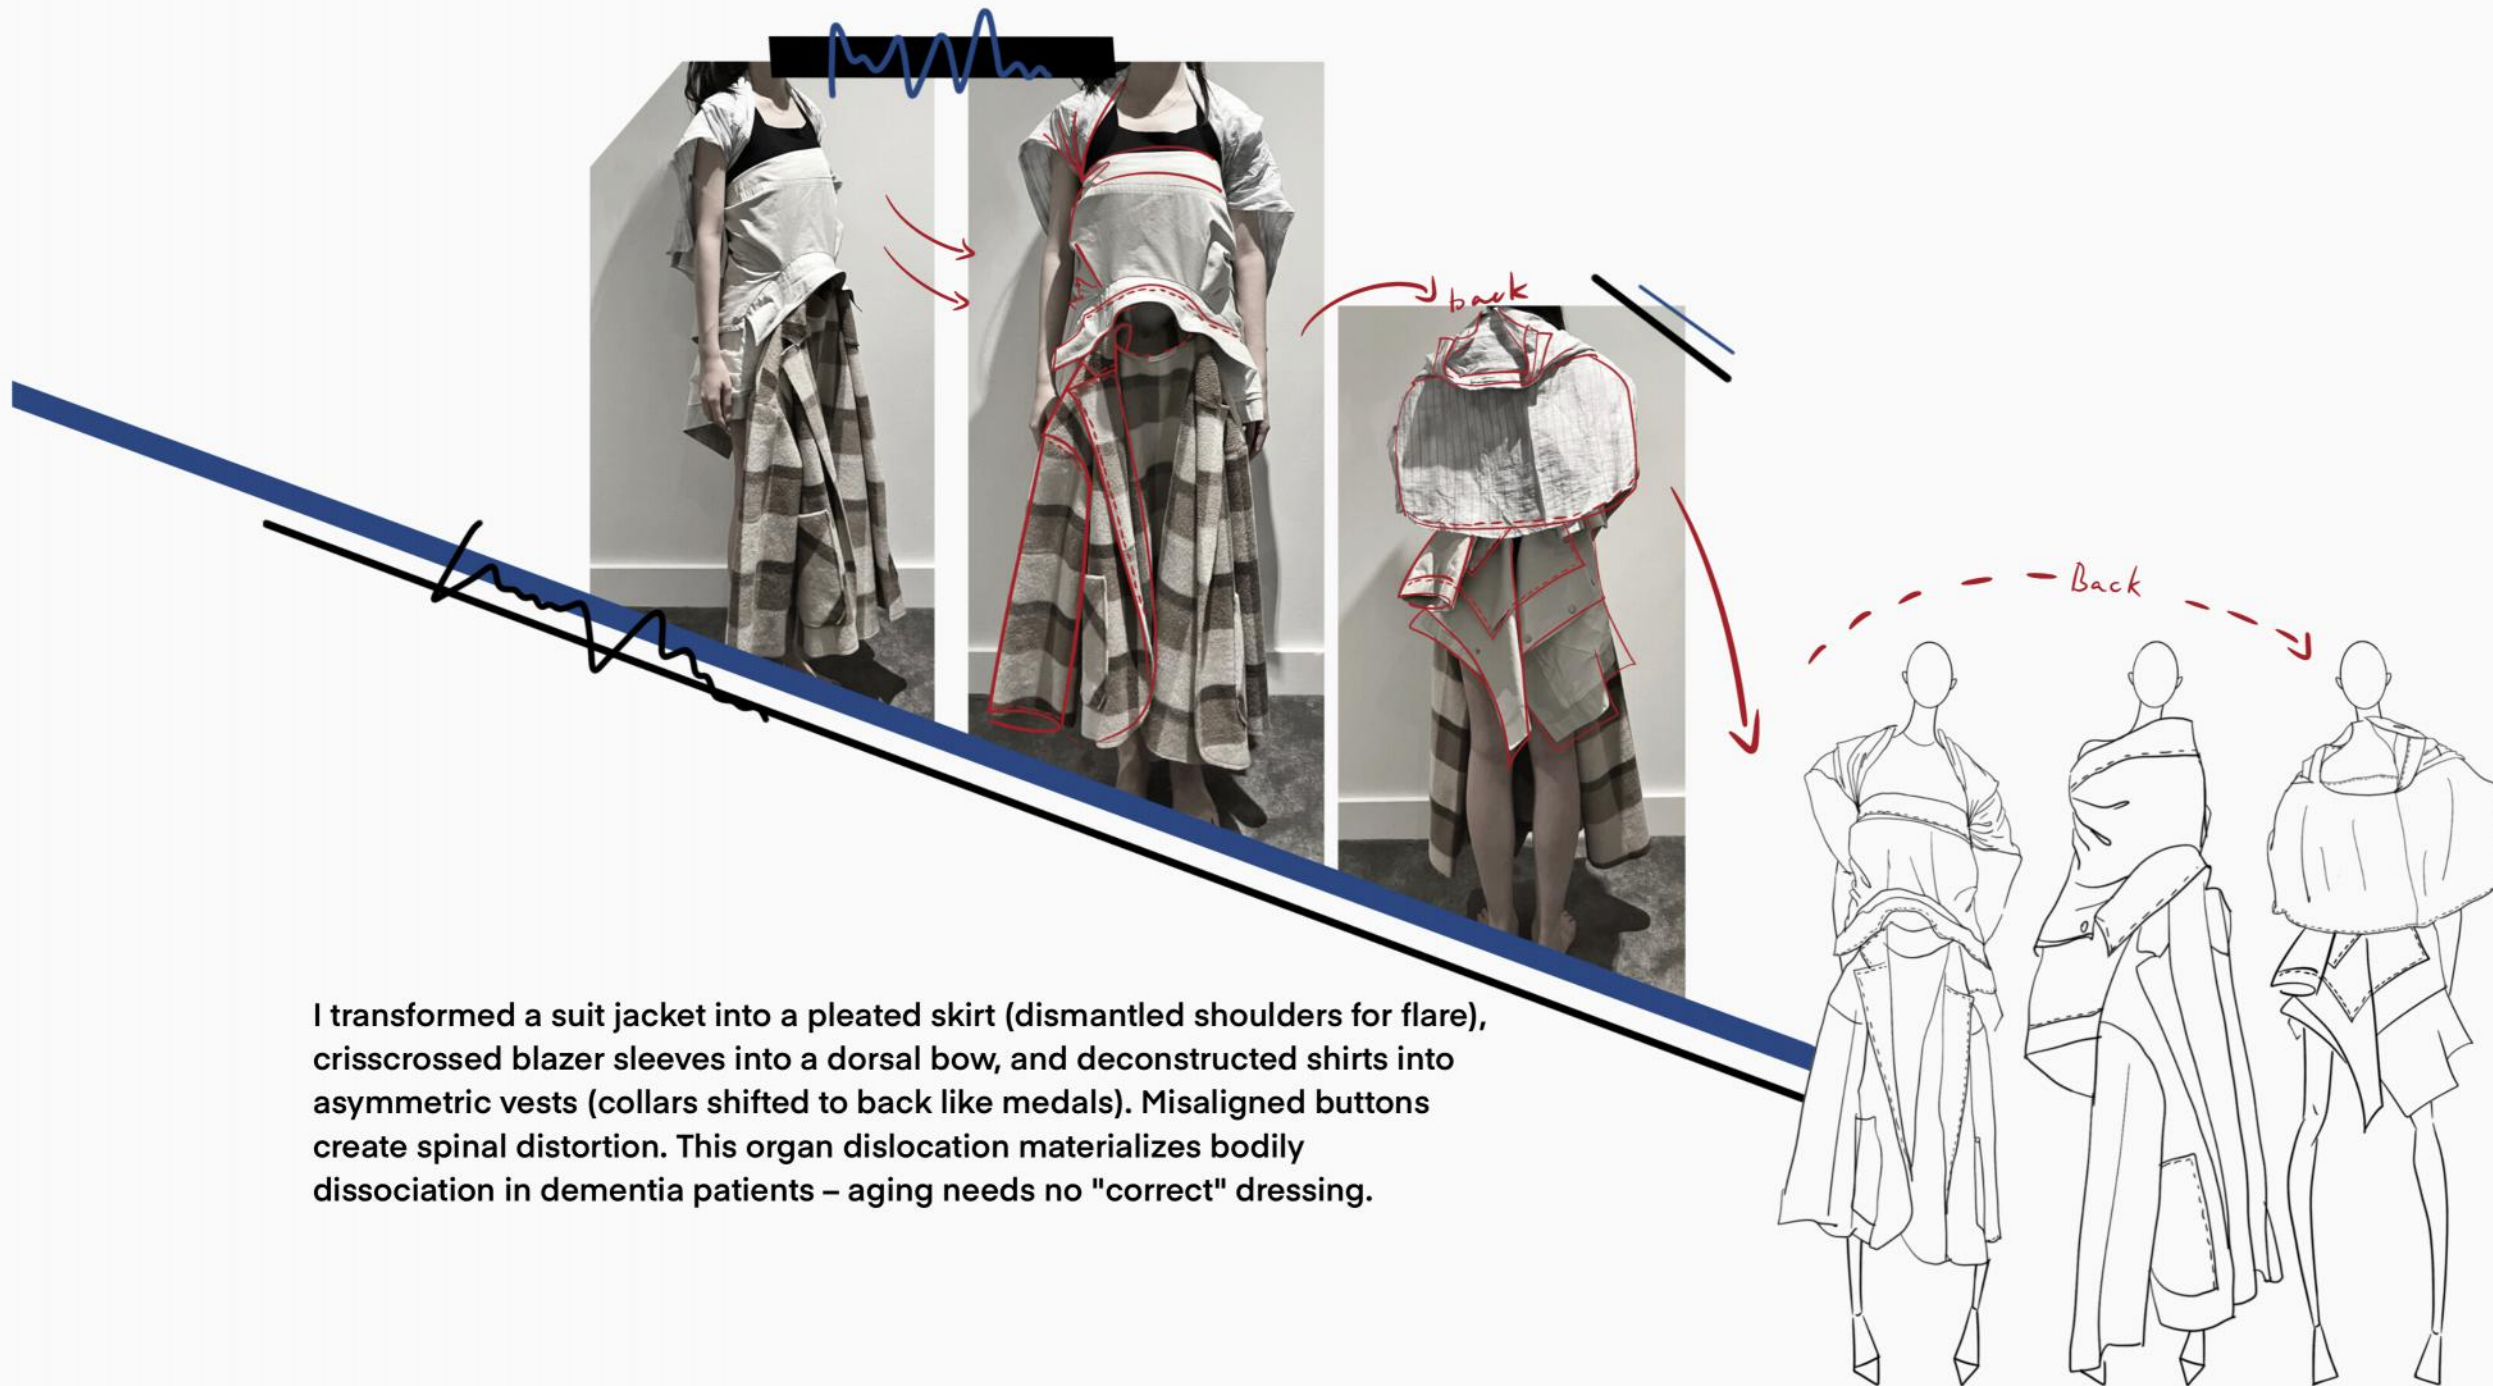 back
Back
I transformed a suit jacket into a pleated skirt (dismantled shoulders for flare),
crisscrossed blazer sleeves into a dorsal bow, and deconstructed shirts into
asymmetric vests (collars shifted to back like medals). Misaligned buttons
create spinal distortion. This organ dislocation materializes bodily
dissociation in dementia patients – aging needs no "correct" dressing.